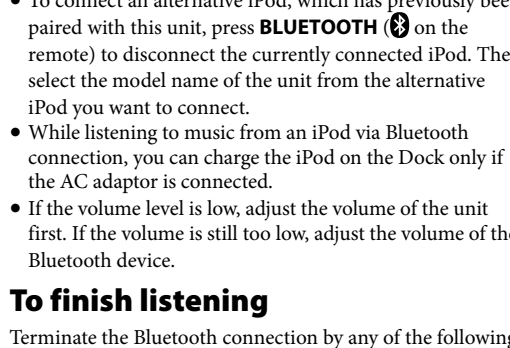 • To connect an alternative iPod, which has previously bee
paired with this unit, press BLUETOOTH ( on the
remote) to disconnect the currently connected iPod. The
select the model name of the unit from the alternative
iPod you want to connect.
• While listening to music from an iPod via Bluetooth
connection, you can charge the iPod on the Dock only if
the AC adaptor is connected.
• If the volume level is low, adjust the volume of the unit
first. If the volume is still too low, adjust the volume of the
Bluetooth device.
To finish listening
Terminate the Bluetooth connection by any of the following